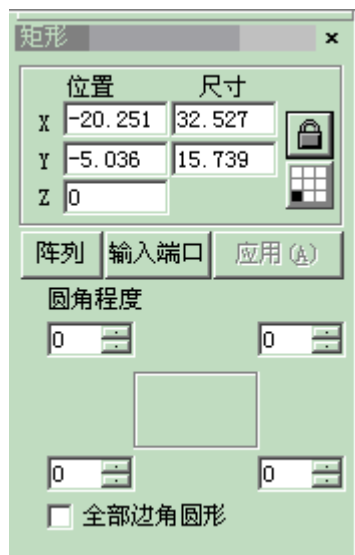 矩形 ×
位置 尺寸
X -20.251 32.527
Y -5.036 15.739
Z 0
阵列 输入端口 应用(A)
圆角程度
0 0
0 0
全部边角圆形